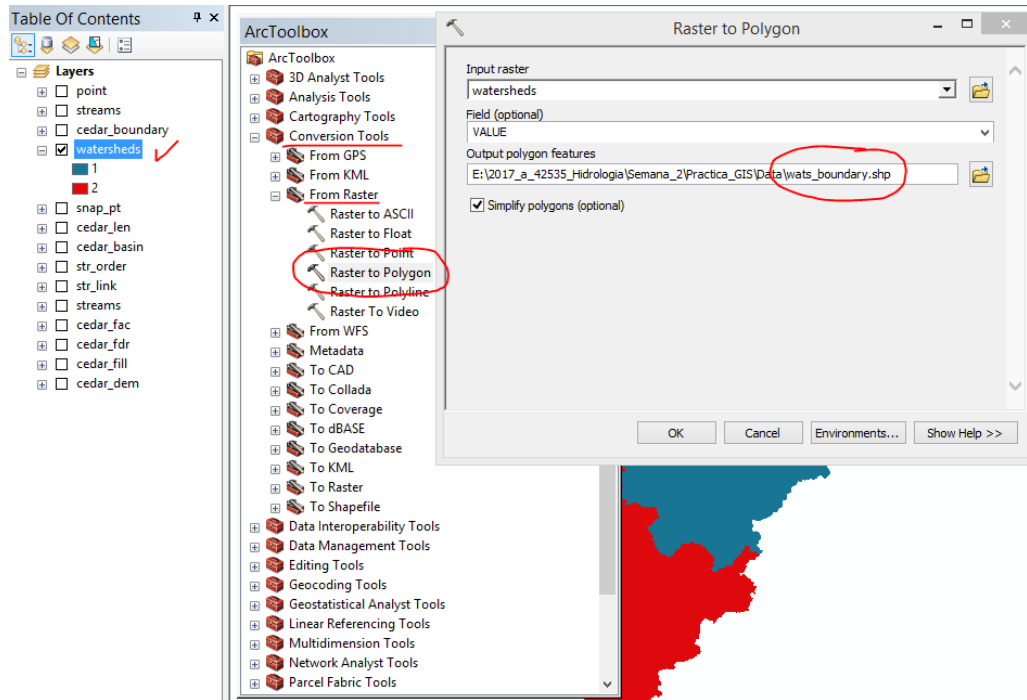 Table Of Contents
Layers
point
streams
cedar_boundary
watersheds
1
2
snap_pt
cedar_len
cedar_basin
str_order
str_link
streams
cedar_fac
cedar_fdr
cedar_fill
cedar_dem
ArcToolbox
ArcToolbox
3D Analyst Tools
Analysis Tools
Cartography Tools
Conversion Tools
From GPS
From KML
From Raster
Raster to ASCII
Raster to Float
Raster to Point
Raster to Polygon
Raster to Polyline
Raster To Video
From WFS
Metadata
To CAD
To Collada
To Coverage
To dBASE
To Geodatabase
To KML
To Raster
To Shapefile
Data Interoperability Tools
Data Management Tools
Editing Tools
Geocoding Tools
Geostatistical Analyst Tools
Linear Referencing Tools
Multidimension Tools
Network Analyst Tools
Parcel Fabric Tools
Raster to Polygon
Input raster
watersheds
Field (optional)
VALUE
Output polygon features
E:\2017_a_42535_Hidrologia\Semana_2\Practica_GIS\Data\wats_boundary.shp
Simplify polygons (optional)
OK
Cancel
Environments...
Show Help >>